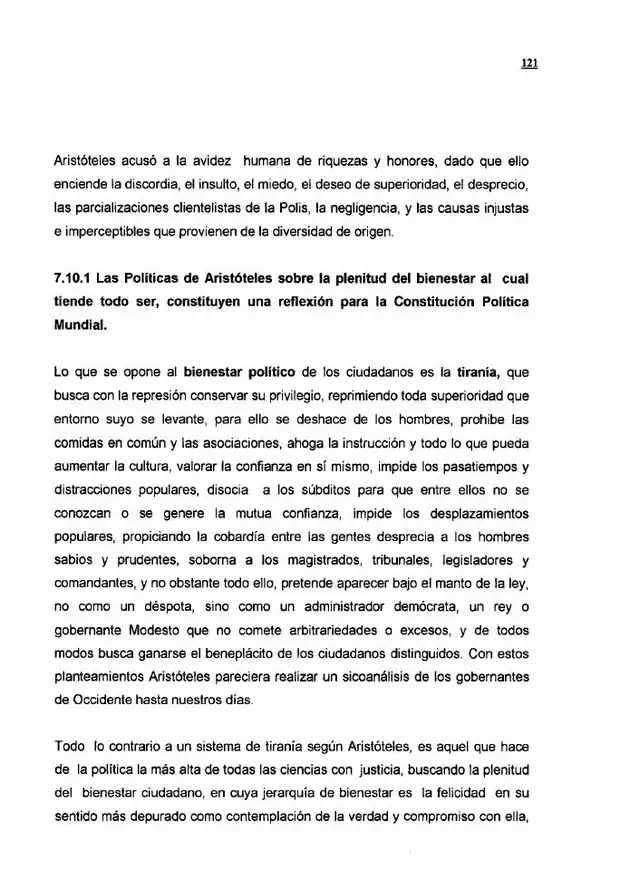 121
Aristóteles acusó a la avidez humana de riquezas y honores, dado que ello
enciende la discordia, el insulto, el miedo, el deseo de superioridad, el desprecio,
las parcializaciones clientelistas de la Polis, la negligencia, y las causas injustas
e imperceptibles que provienen de la diversidad de origen.
7.10.1 Las Políticas de Aristóteles sobre la plenitud del bienestar al cual
tiende todo ser, constituyen una reflexión para la Constitución Política
Mundial.
Lo que se opone al bienestar político de los ciudadanos es la tiranía, que
busca con la represión conservar su privilegio, reprimiendo toda superioridad que
entorno suyo se levante, para ello se deshace de los hombres, prohibe las
comidas en común y las asociaciones, ahoga la instrucción y todo lo que pueda
aumentar la cultura, valorar la confianza en sí mismo, impide los pasatiempos y
distracciones populares, disocia a los súbditos para que entre ellos no se
conozcan o se genere la mutua confianza, impide los desplazamientos
populares, propiciando la cobardía entre las gentes desprecia a los hombres
sabios y prudentes, soborna a los magistrados, tribunales, legisladores y
comandantes, y no obstante todo ello, pretende aparecer bajo el manto de la ley,
no como un déspota, sino como un administrador demócrata, un rey o
gobernante Modesto que no comete arbitrariedades o excesos, y de todos
modos busca ganarse el beneplácito de los ciudadanos distinguidos. Con estos
planteamientos Aristóteles pareciera realizar un sicoanálisis de los gobernantes
de Occidente hasta nuestros días.
Todo lo contrario a un sistema de tiranía según Aristóteles, es aquel que hace
de la política la más alta de todas las ciencias con justicia, buscando la plenitud
del bienestar ciudadano, en cuya jerarquía de bienestar es la felicidad en su
sentido más depurado como contemplación de la verdad y compromiso con ella,